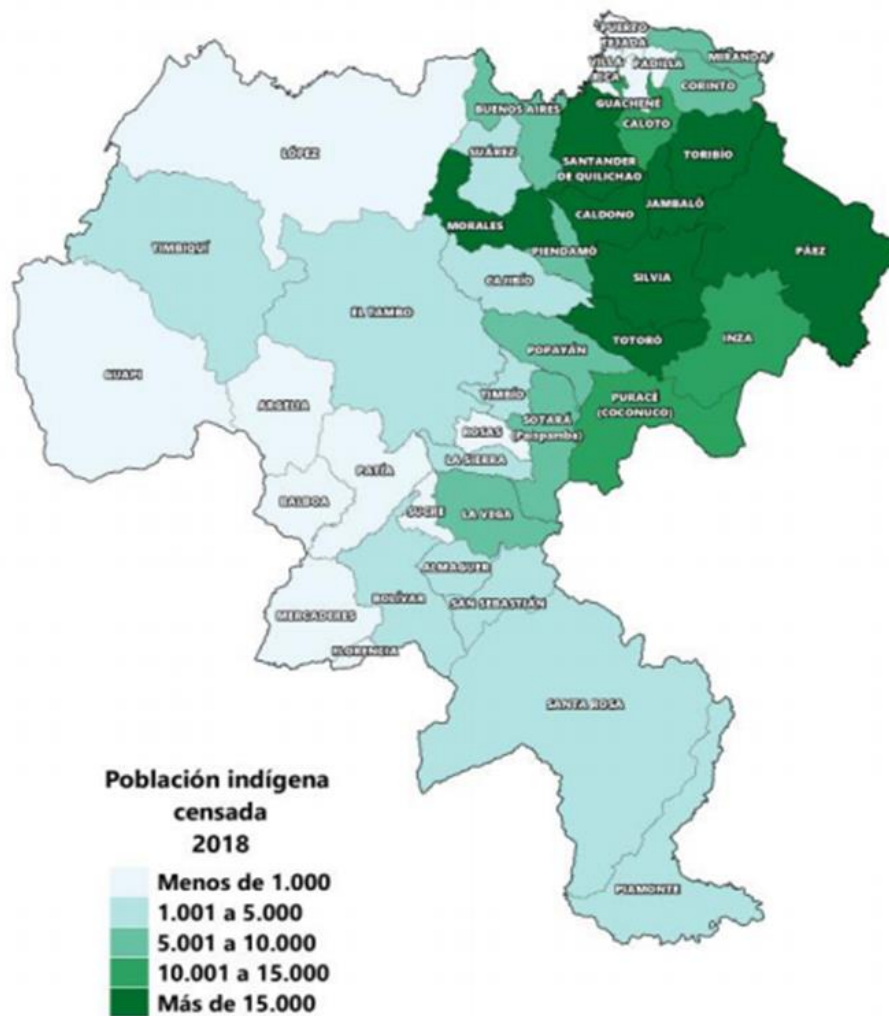 PUERTO
TEJADA
VILLA
RICA
PADILLA
MIRANDA
CORINTO
GUACHENÉ
BUENOS AIRES
CALOTO
SUÁREZ
LÓPEZ
SANTANDER
DE QUILICHAO
TORIBÍO
JAMBALÓ
CALDONO
MORALES
TIMBIQUÍ
PIENDAMÓ
PÁEZ
SILVIA
CAJIBÍO
EL TAMBO
TOTORÓ
INZA
POPAYÁN
GUAPI
TIMBÍO
PURACÉ
(COCONUCO)
ARGELIA
SOTARÁ
(Paispamba)
ROSAS
LA SIERRA
PATÍA
BALBOA
SUCRE
LA VEGA
ALMAGUER
BOLÍVAR
SAN SEBASTIÁN
MERCADERES
FLORENCIA
SANTA ROSA
PIAMONTE
Población indígena
censada
2018
Menos de 1.000
1.001 a 5.000
5.001 a 10.000
10.001 a 15.000
Más de 15.000